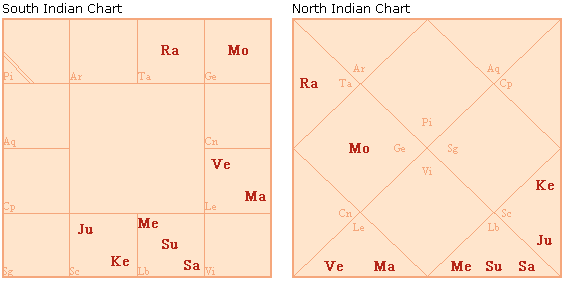 South Indian Chart
Ra Mo
Pi Ar Ta Ge
Aq Cn
Ve
Ma
Cp Le
Ju Me
Su
Ke Sa
Sg Sc Lb Vi
North Indian Chart
Ar Aq
Ra Ta Cp
Pi
Mo Ge Sg
Vi
Ke
Cn Sc
Le Lb
Ju
Ve Ma Me Su Sa